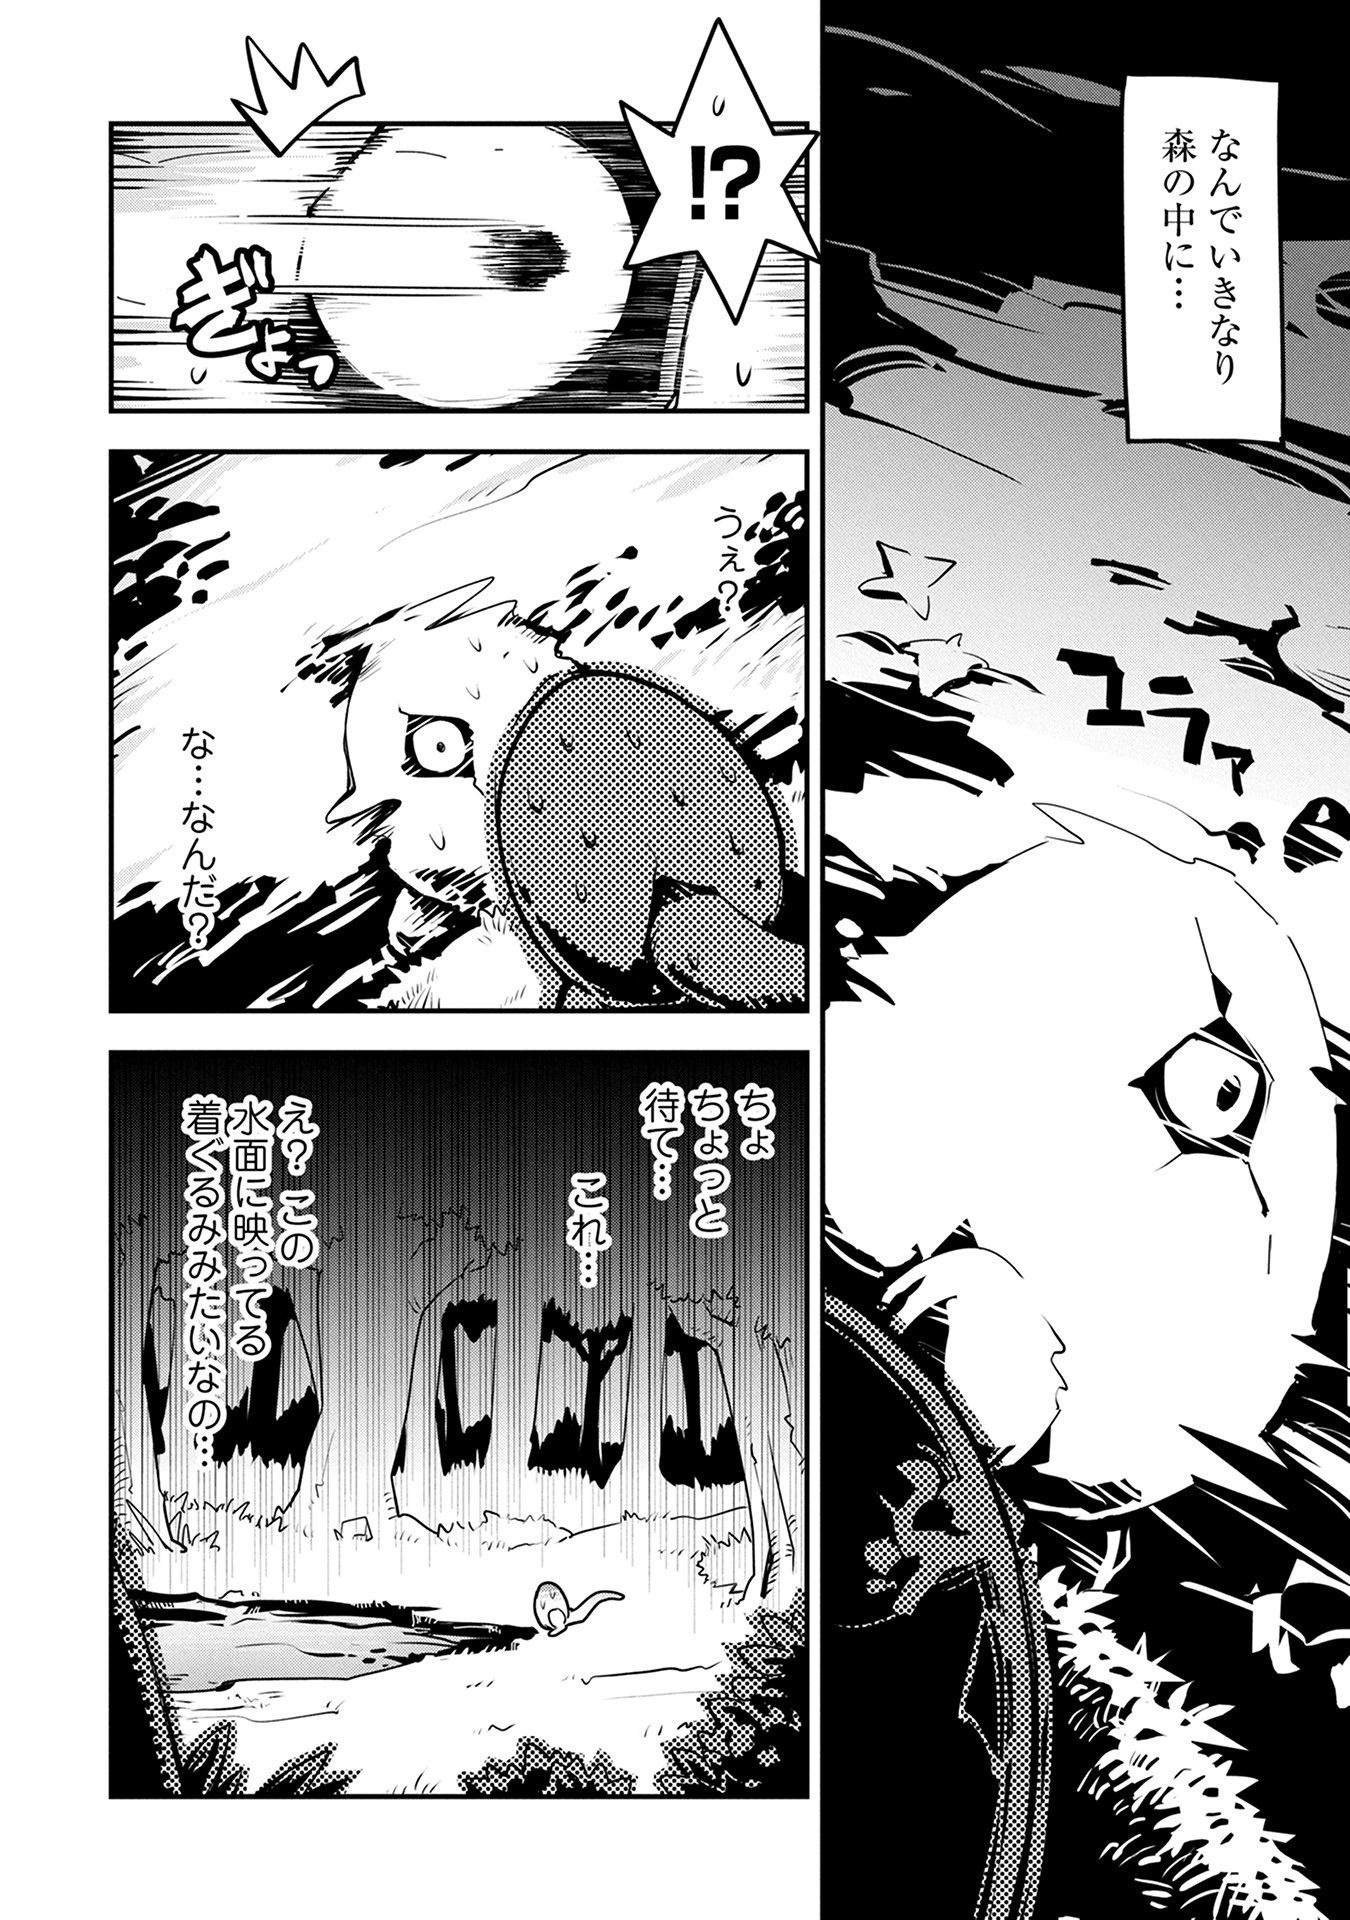 なんでいきなり
森の中に…
ユラァ
!?
ぎょっ
うぇ?
な…なんだ?
ちょ
ちょっと
待て…
これ…
え? この
水面に映ってる
着ぐるみみたいなの…